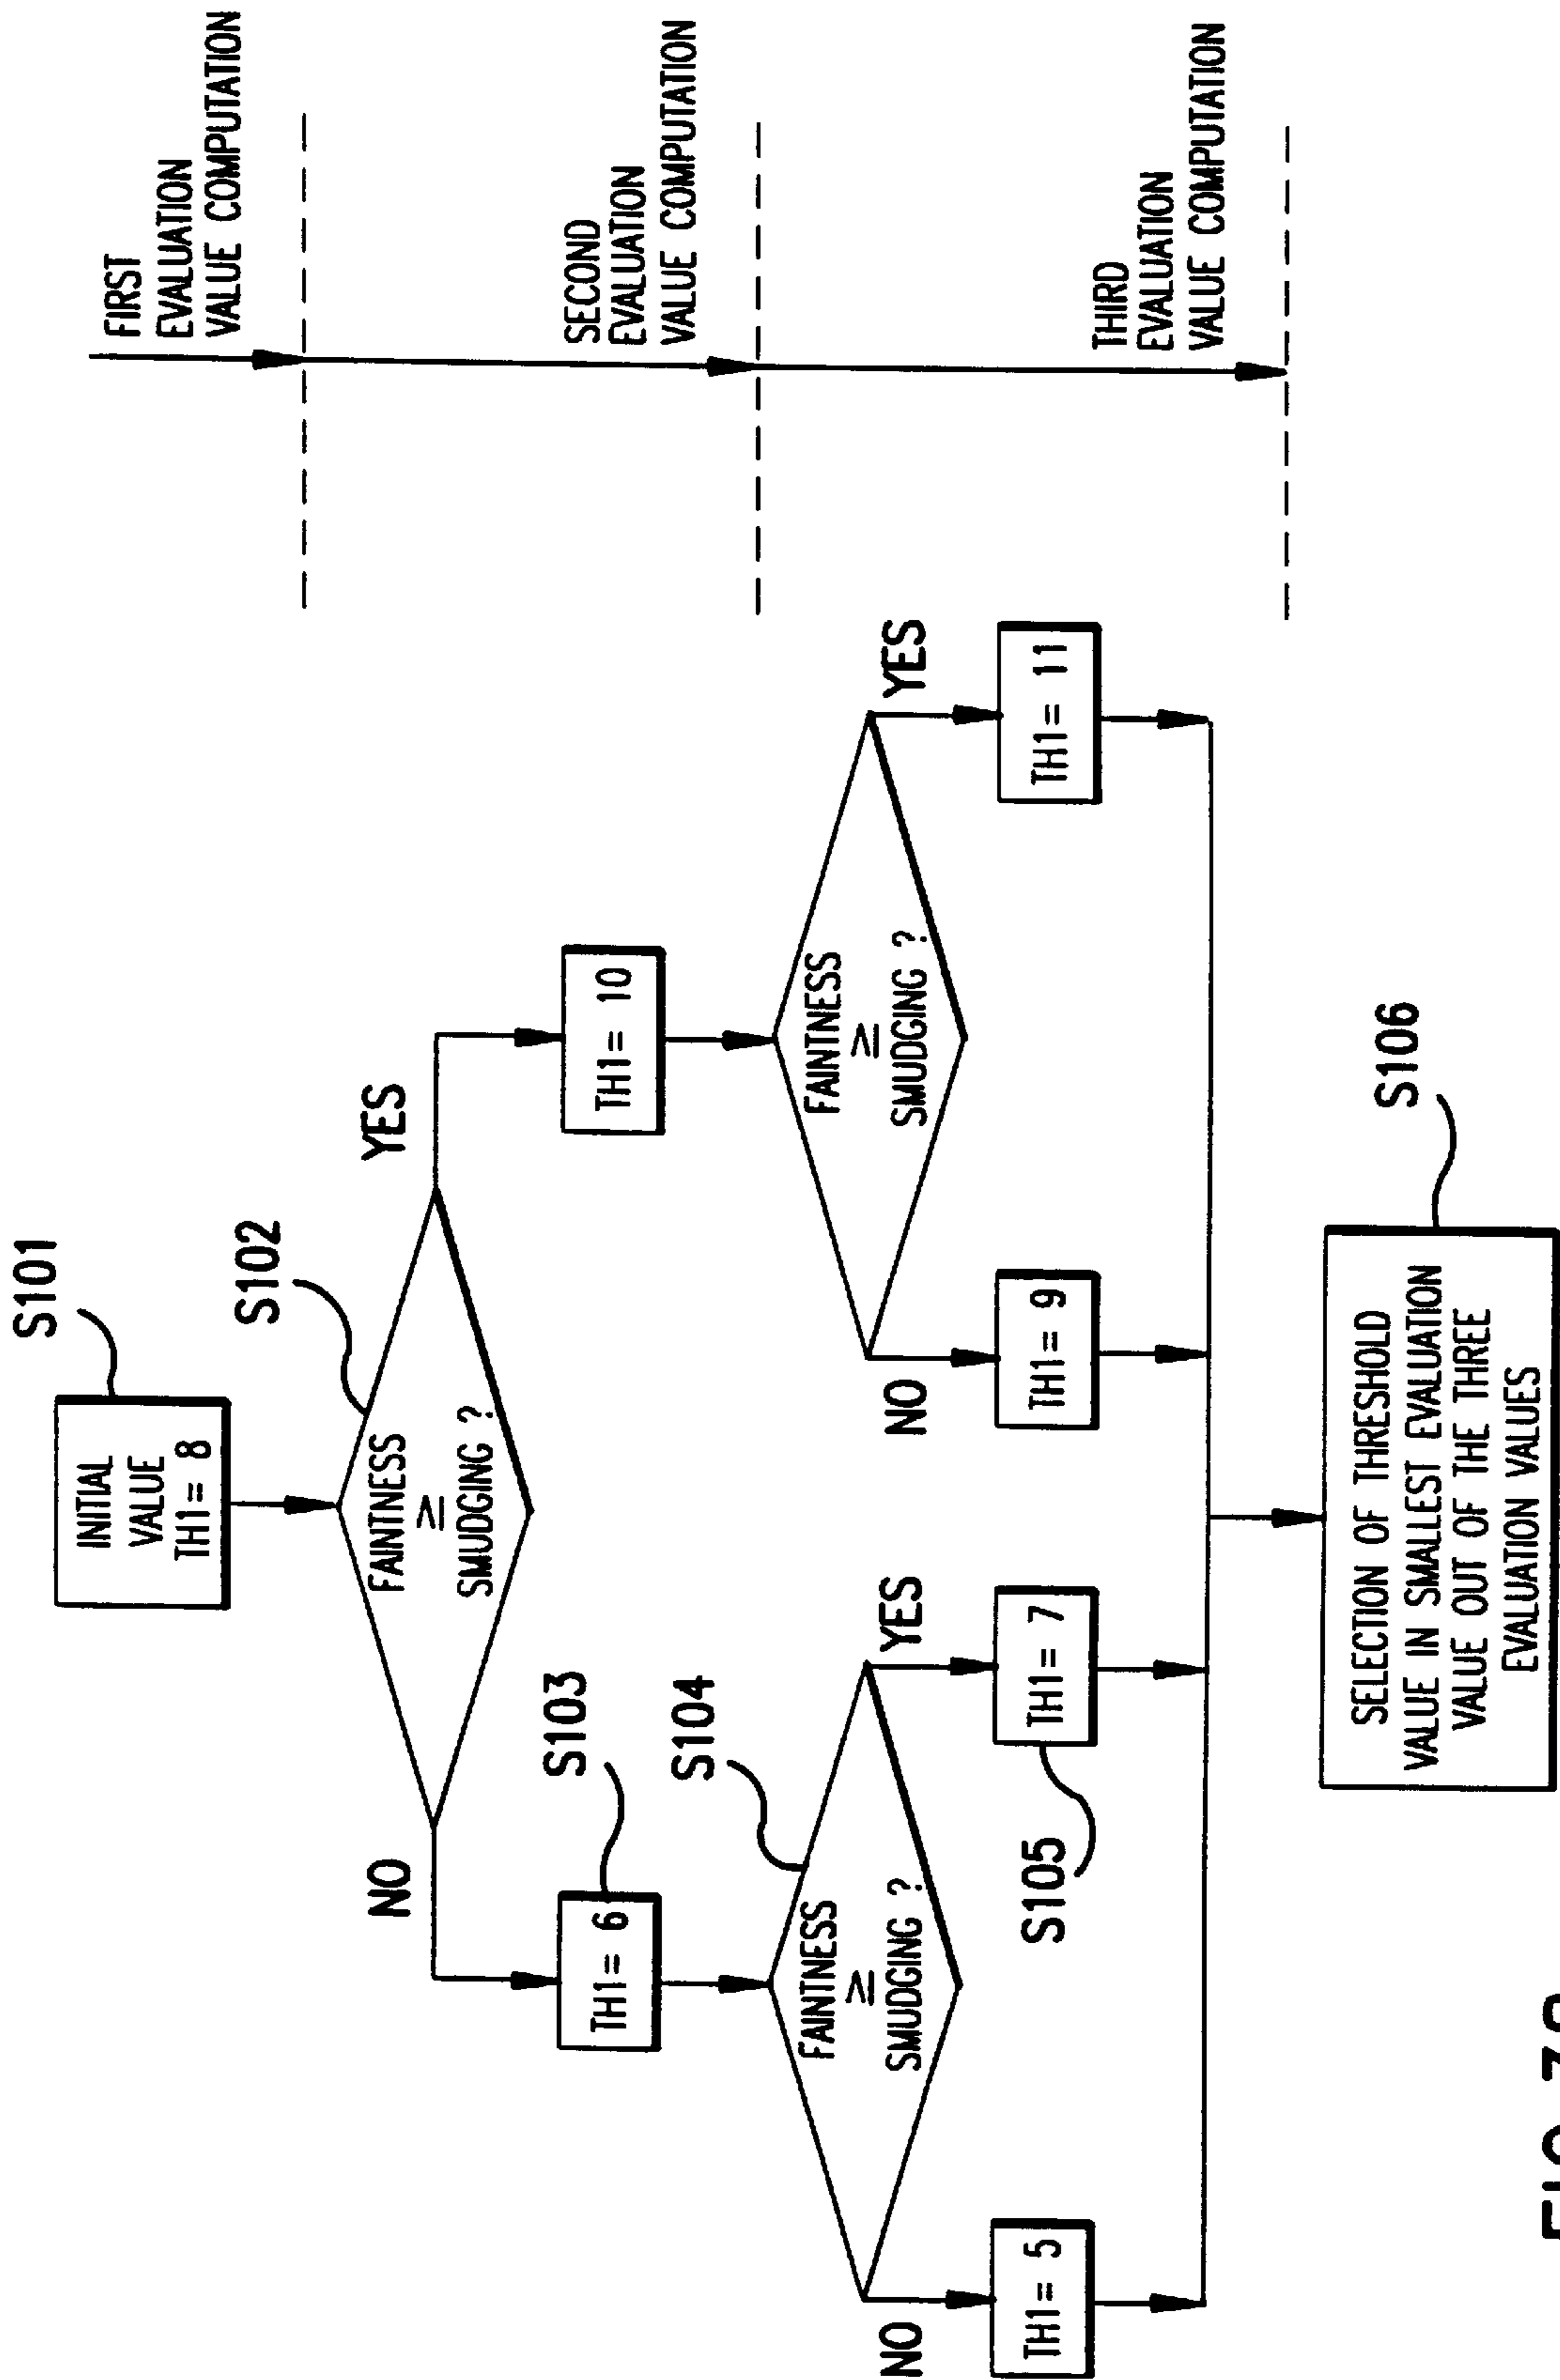 S101
INITIAL
VALUE
TH1= 8
FIRST
EVALUATION
VALUE COMPUTATION
S102
FAINTNESS
≧
SMUDGING ?
NO
YES
S103
TH1= 6
TH1= 10
SECOND
EVALUATION
VALUE COMPUTATION
S104
FAINTNESS
≧
SMUDGING ?
FAINTNESS
≧
SMUDGING ?
NO
YES
NO
YES
S105
TH1= 5
TH1= 7
TH1= 9
TH1= 11
THIRD
EVALUATION
VALUE COMPUTATION
S106
SELECTION OF THRESHOLD
VALUE IN SMALLEST EVALUATION
VALUE OUT OF THE THREE
EVALUATION VALUES